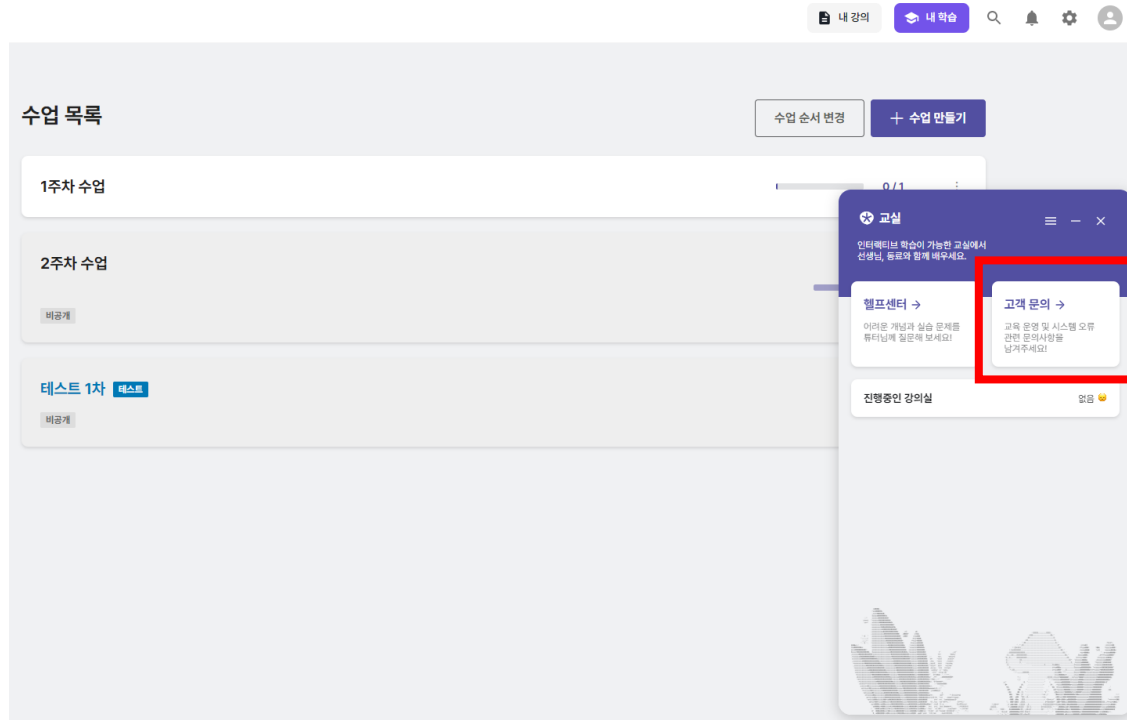 내 강의
내 학습
수업 목록
수업 순서 변경
+ 수업 만들기
1주차 수업
0 / 1
교실
인터랙티브 학습이 가능한 교실에서
선생님, 동료와 함께 배우세요.
2주차 수업
비공개
헬프센터 →
어려운 개념과 실습 문제를
튜터님께 질문해 보세요!
고객 문의 →
교육 운영 및 시스템 오류
관련 문의사항을
남겨주세요!
테스트 1차 테스트
비공개
진행중인 강의실 없음